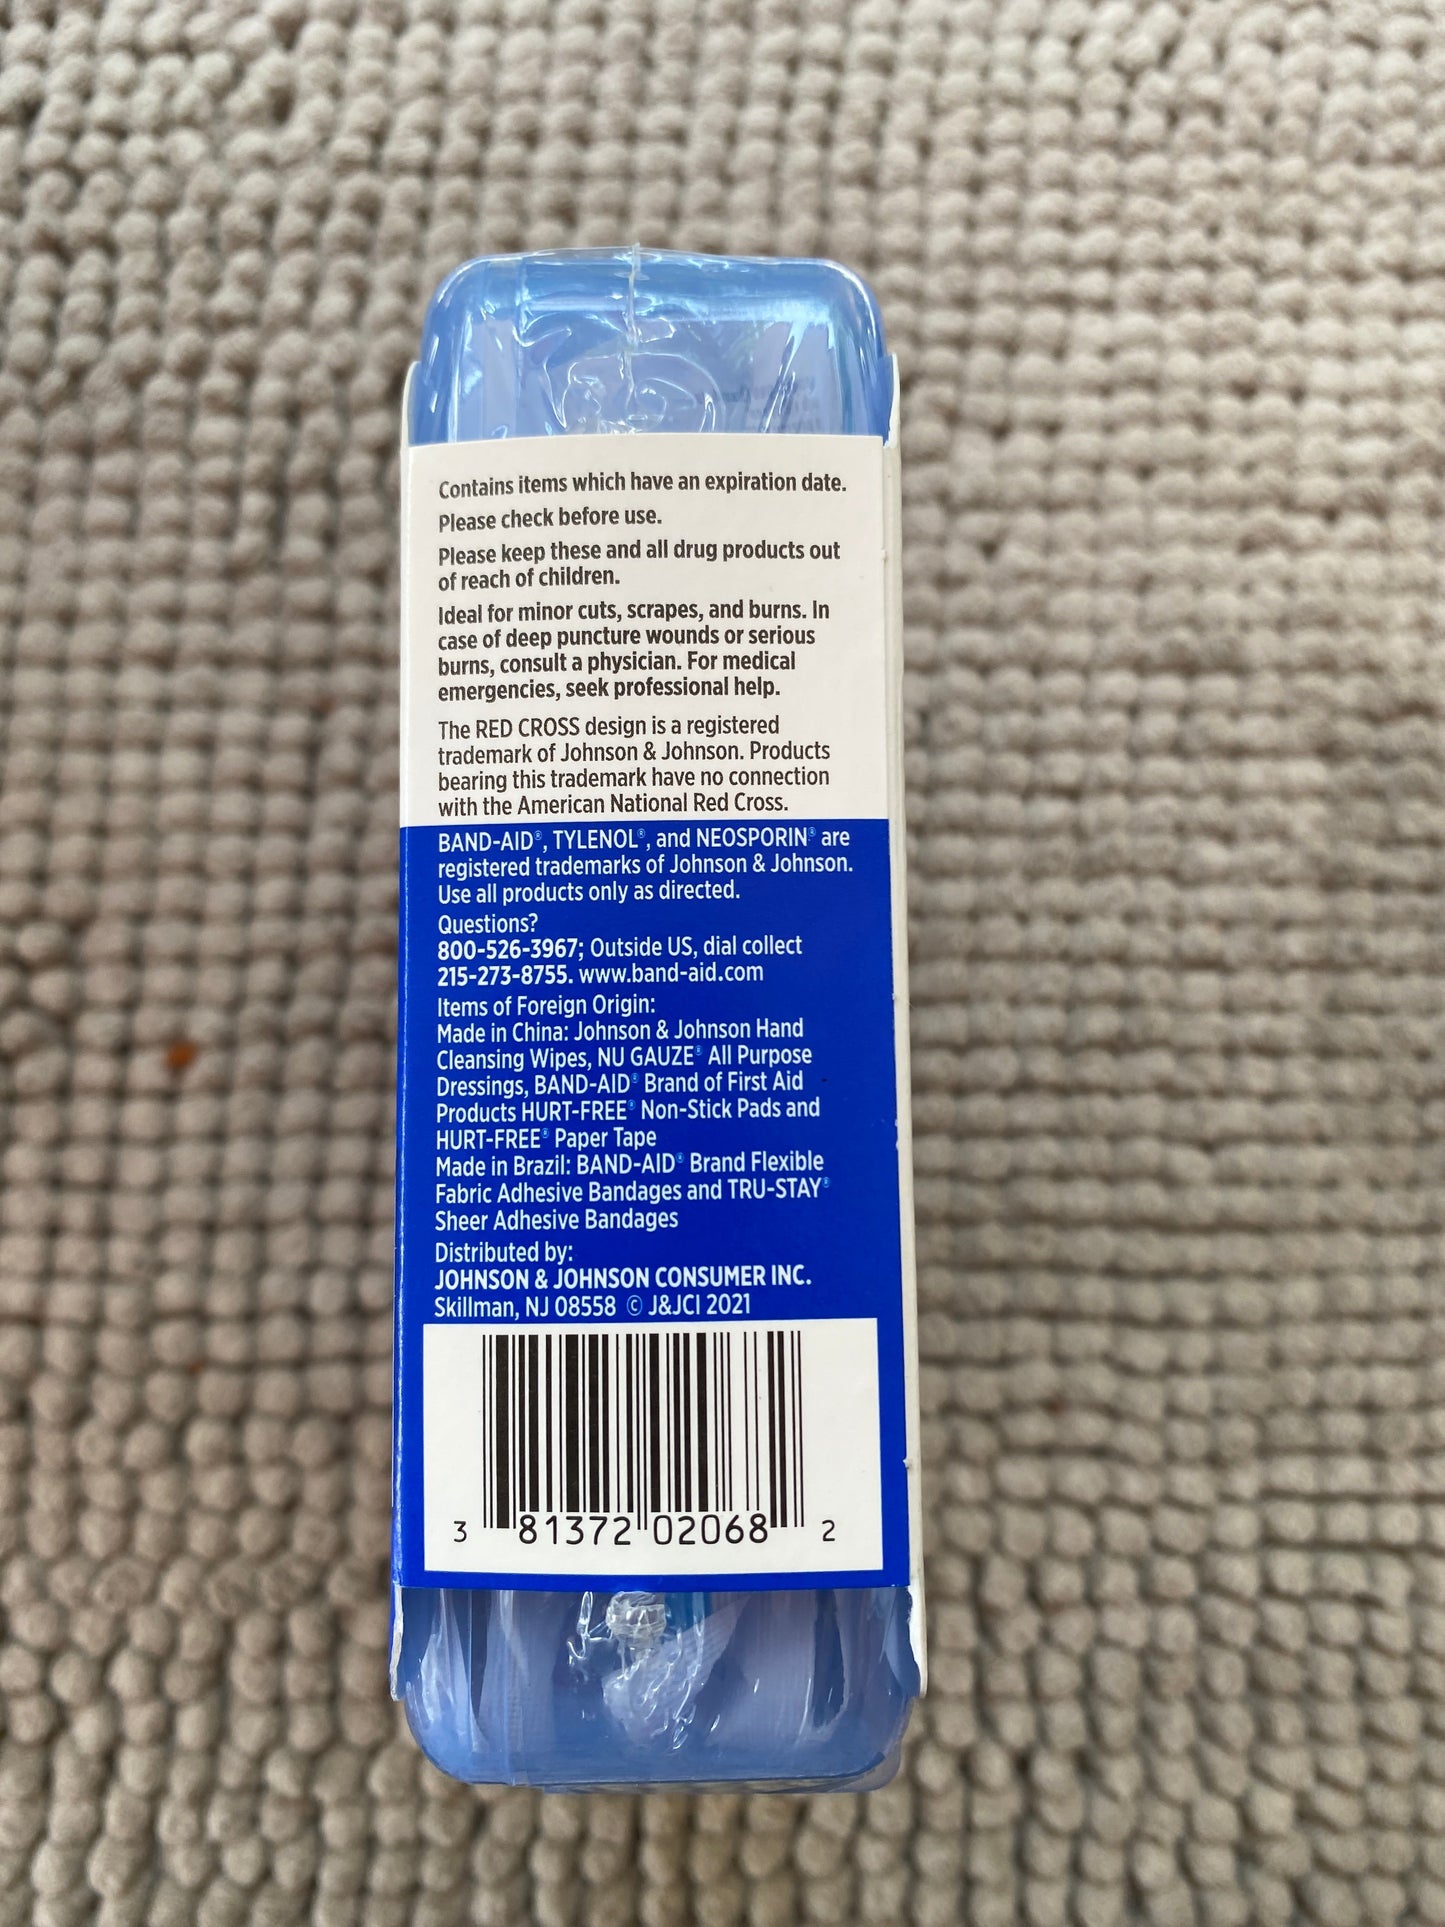 Contains items which have an expiration date.
Please check before use.
Please keep these and all drug products out
of reach of children.
Ideal for minor cuts, scrapes, and burns. In
case of deep puncture wounds or serious
burns, consult a physician. For medical
emergencies, seek professional help.
The RED CROSS design is a registered
trademark of Johnson & Johnson. Products
bearing this trademark have no connection
with the American National Red Cross.
BAND-AID®, TYLENOL®, and NEOSPORIN® are
registered trademarks of Johnson & Johnson.
Use all products only as directed.
Questions?
800-526-3967; Outside US, dial collect
215-273-8755. www.band-aid.com
Items of Foreign Origin:
Made in China: Johnson & Johnson Hand
Cleansing Wipes, NU GAUZE® All Purpose
Dressings, BAND-AID® Brand of First Aid
Products HURT-FREE® Non-Stick Pads and
HURT-FREE® Paper Tape
Made in Brazil: BAND-AID® Brand Flexible
Fabric Adhesive Bandages and TRU-STAY®
Sheer Adhesive Bandages
Distributed by:
JOHNSON & JOHNSON CONSUMER INC.
Skillman, NJ 08558 © J&JCI 2021
3 81372 02068 2